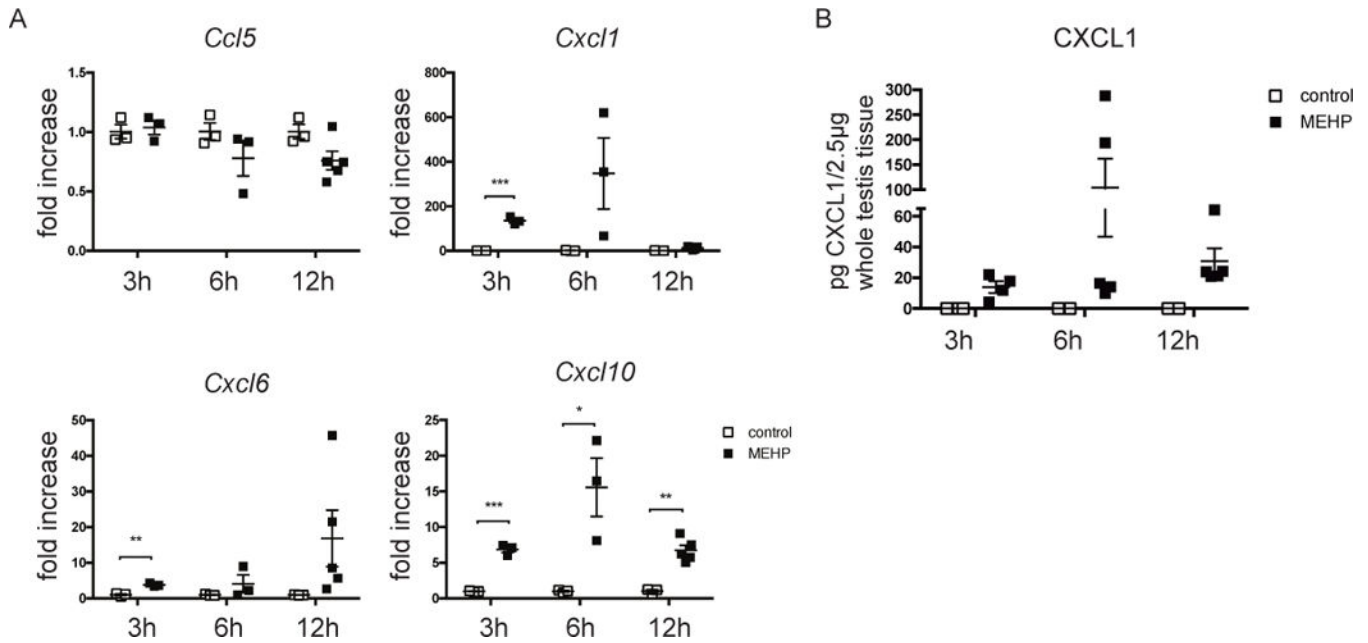 A
B
Ccl5
Cxcl1
CXCL1
fold increase
1.5
1.0
0.5
0.0
3h 6h 12h
fold increase
800
600
400
200
0
***
3h 6h 12h
pg CXCL1/2.5µg
whole testis tissue
300
250
200
150
100
60
40
20
0
3h 6h 12h
control
MEHP
Cxcl6
Cxcl10
fold increase
50
40
30
20
10
0
**
3h 6h 12h
fold increase
25
20
15
10
5
0
***
*
**
3h 6h 12h
control
MEHP